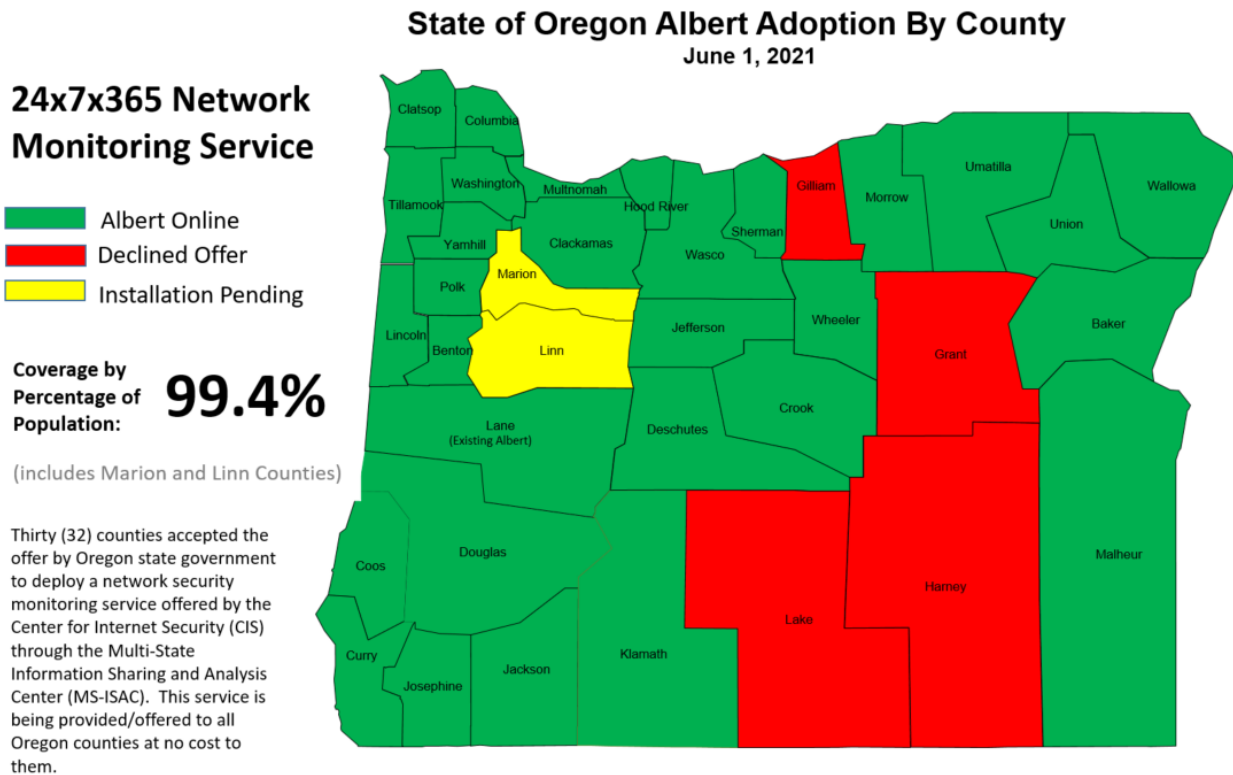 State of Oregon Albert Adoption By County
June 1, 2021
24x7x365 Network
Monitoring Service
Albert Online
Declined Offer
Installation Pending
Coverage by
Percentage of
Population:
99.4%
(includes Marion and Linn Counties)
Thirty (32) counties accepted the
offer by Oregon state government
to deploy a network security
monitoring service offered by the
Center for Internet Security (CIS)
through the Multi-State
Information Sharing and Analysis
Center (MS-ISAC). This service is
being provided/offered to all
Oregon counties at no cost to
them.
Clatsop
Columbia
Tillamook
Washington
Multnomah
Hood River
Yamhill
Clackamas
Wasco
Sherman
Gilliam
Morrow
Umatilla
Union
Wallowa
Polk
Marion
Lincoln
Benton
Linn
Jefferson
Wheeler
Grant
Baker
Lane
(Existing Albert)
Deschutes
Crook
Coos
Douglas
Curry
Josephine
Jackson
Klamath
Lake
Harney
Malheur